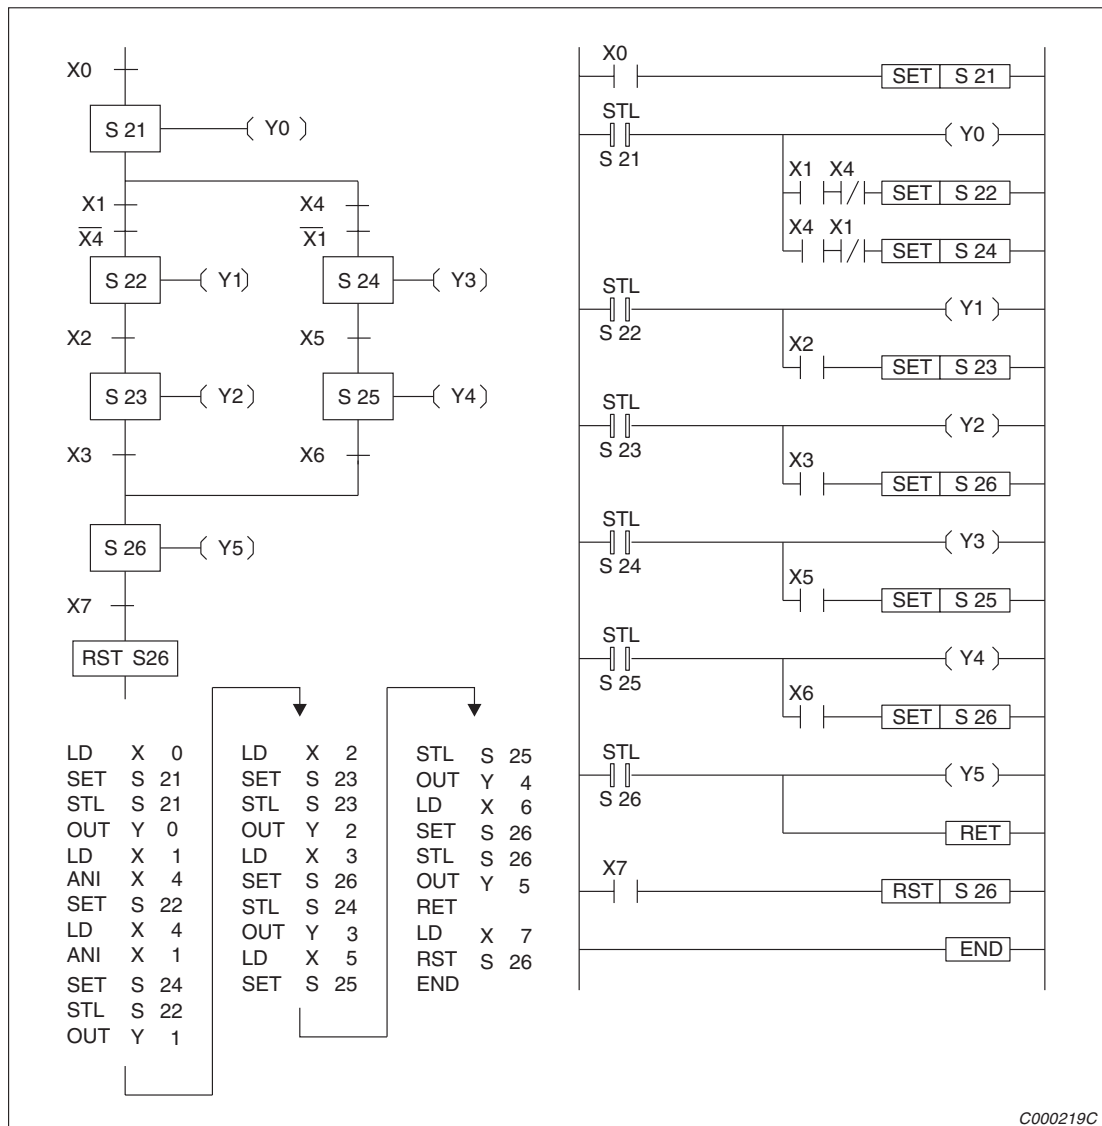 X0
S 21
Y0
X1
X4
X4
X1
S 22
Y1
S 24
Y3
X2
X5
S 23
Y2
S 25
Y4
X3
X6
S 26
Y5
X7
RST S26
LD X 0
SET S 21
STL S 21
OUT Y 0
LD X 1
ANI X 4
SET S 22
LD X 4
ANI X 1
SET S 24
STL S 22
OUT Y 1
LD X 2
SET S 23
STL S 23
OUT Y 2
LD X 3
SET S 26
STL S 24
OUT Y 3
LD X 5
SET S 25
STL S 25
OUT Y 4
LD X 6
SET S 26
STL S 26
OUT Y 5
RET
LD X 7
RST S 26
END
X0
SET S 21
STL
S 21
Y0
X1 X4
SET S 22
X4 X1
SET S 24
STL
S 22
Y1
X2
SET S 23
STL
S 23
Y2
X3
SET S 26
STL
S 24
Y3
X5
SET S 25
STL
S 25
Y4
X6
SET S 26
STL
S 26
Y5
RET
X7
RST S 26
END
C000219C